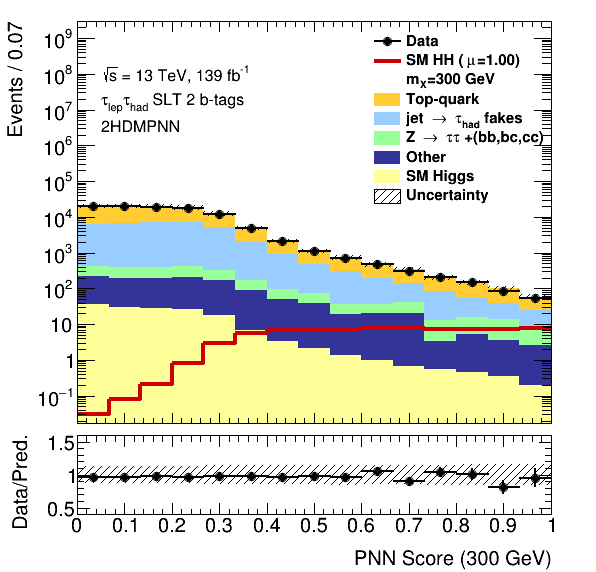 Events / 0.07
10⁹
10⁸
10⁷
10⁶
10⁵
10⁴
10³
10²
10
1
10⁻¹
√s = 13 TeV, 139 fb⁻¹
τlepτhad SLT 2 b-tags
2HDMPNN
Data
SM HH ( μ=1.00)
mX=300 GeV
Top-quark
jet → τhad fakes
Z → ττ +(bb,bc,cc)
Other
SM Higgs
Uncertainty
Data/Pred.
1.5
1
0.5
0 0.1 0.2 0.3 0.4 0.5 0.6 0.7 0.8 0.9 1
PNN Score (300 GeV)